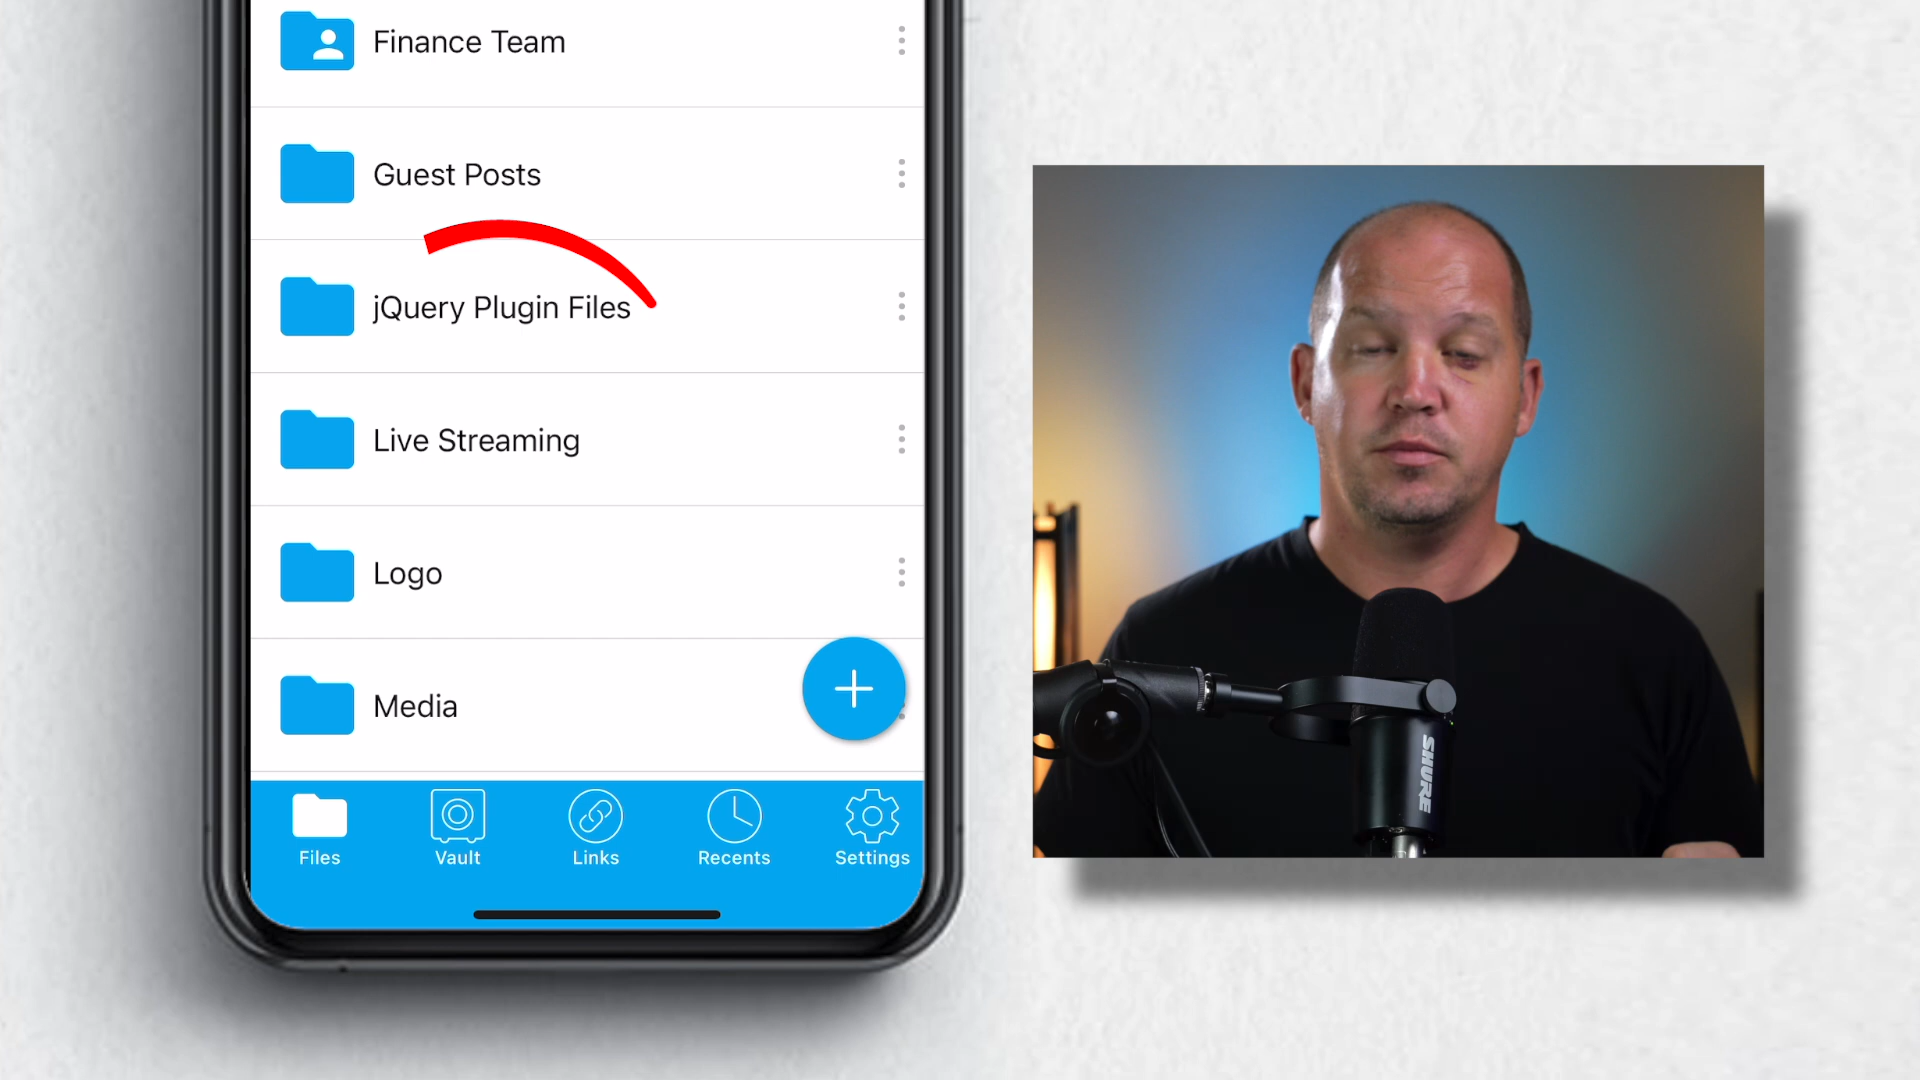 Finance Team
Guest Posts
jQuery Plugin Files
Live Streaming
Logo
Media
Files
Vault
Links
Recents
Settings
SHURE